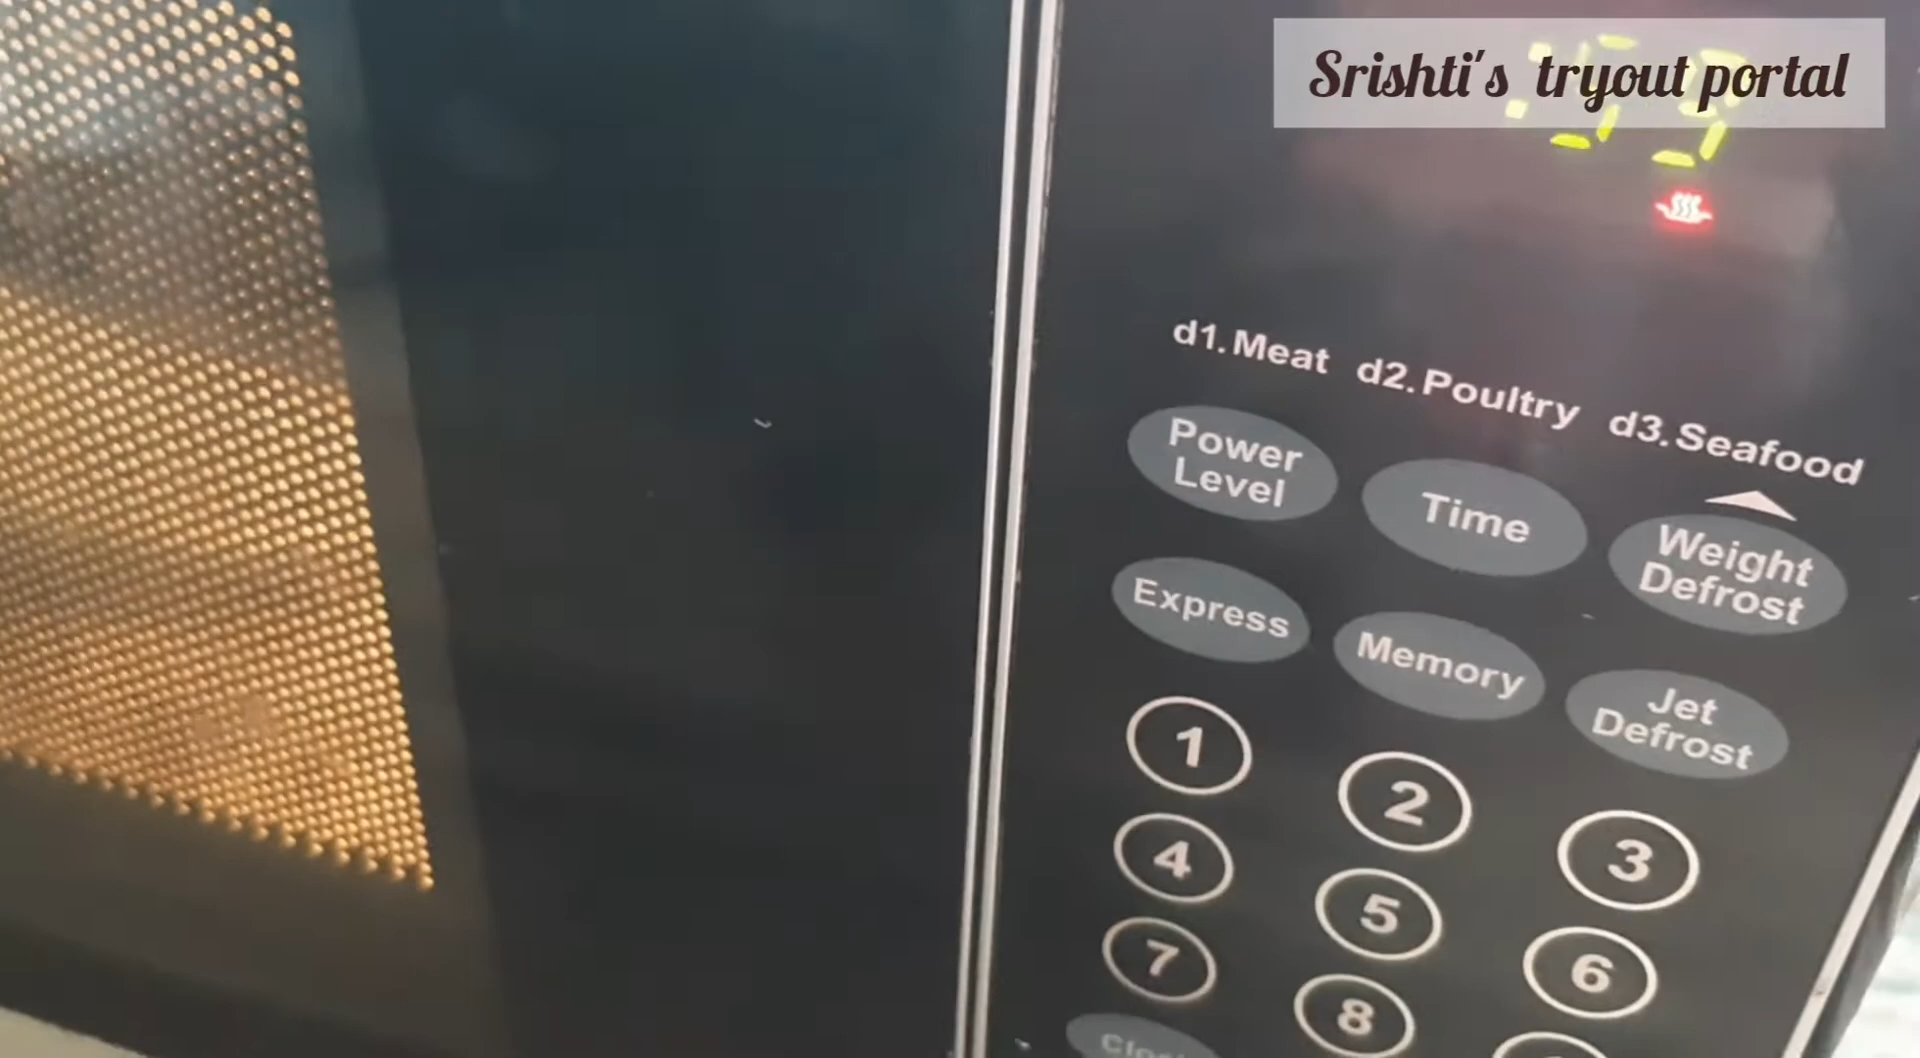 Srishti's tryout portal
:59
d1.Meat d2.Poultry d3.Seafood
Power
Level
Time
Weight
Defrost
Express
Memory
Jet
Defrost
1
2
3
4
5
6
7
8